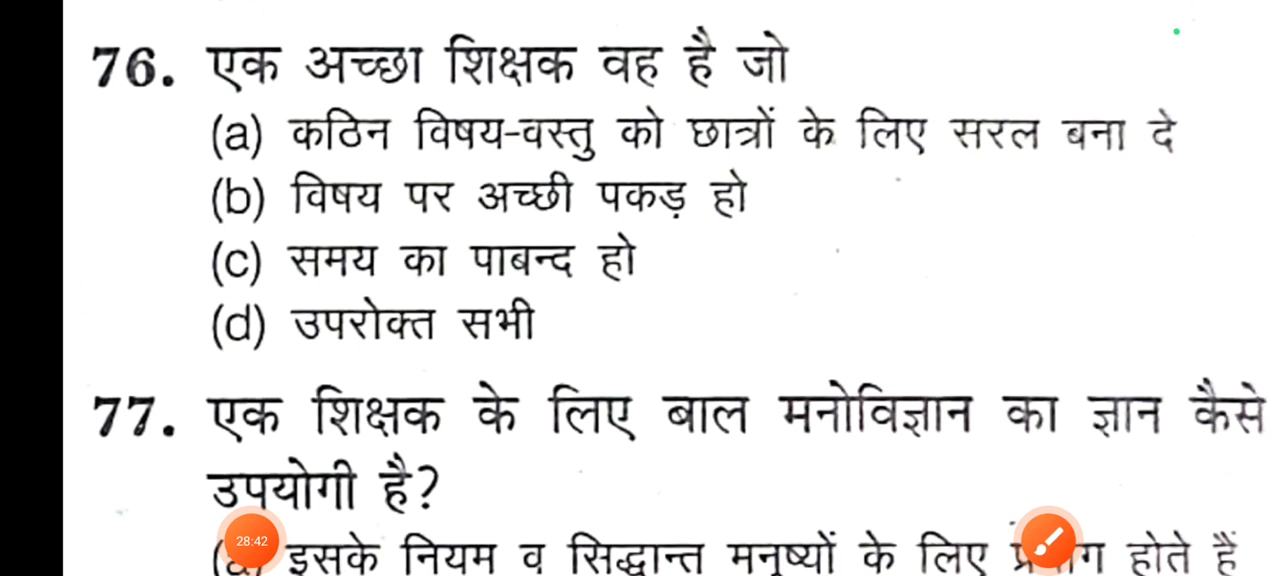 76. एक अच्छा शिक्षक वह है जो
(a) कठिन विषय-वस्तु को छात्रों के लिए सरल बना दे
(b) विषय पर अच्छी पकड़ हो
(c) समय का पाबन्द हो
(d) उपरोक्त सभी
77. एक शिक्षक के लिए बाल मनोविज्ञान का ज्ञान कैसे
उपयोगी है?
28:42
इसके नियम व सिद्धान्त मनुष्यों के लिए होते हैं